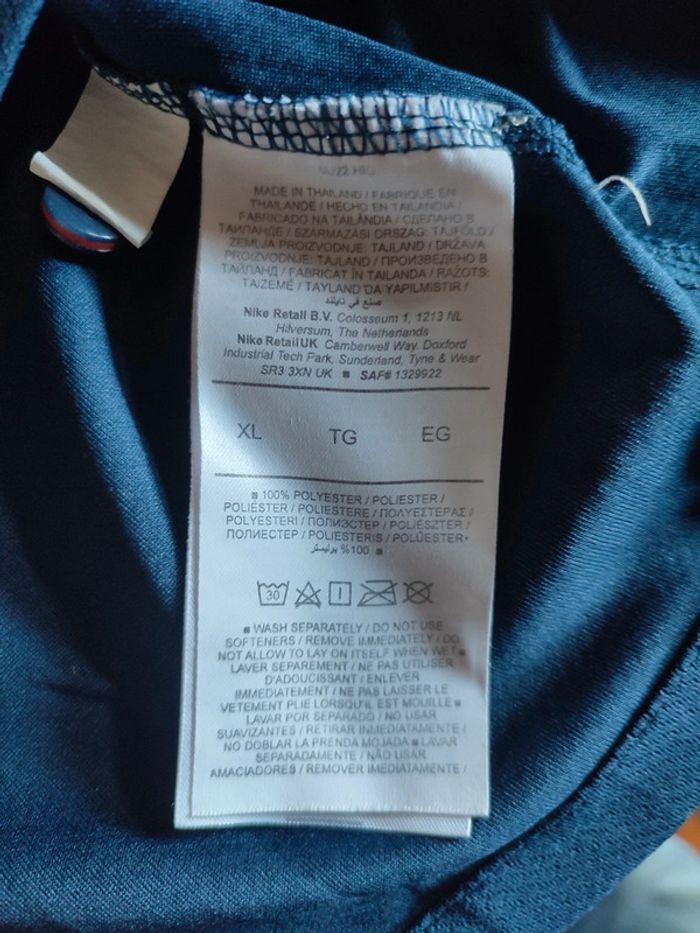 MADE IN THAILAND / FABRIQUE EN
THAILANDE / HECHO EN TAILANDIA /
FABRICADO NA TAILÂNDIA / СДЕЛАНО В
ТАИЛАНДЕ / SZÁRMAZÁSI ORSZÁG: TAJFÖLD /
ZEMLJA PROIZVODNJE: TAJLAND / DRŽAVA
PROIZVODNJE: TAJLAND / ПРОИЗВЕДЕНО В
ТАЙЛАНД / FABRICAT ÎN TAILANDA / RAŽOTS:
TAIZEMĒ / TAYLAND'DA YAPILMIŞTIR /
صنع في تايلند
Nike Retail B.V. Colosseum 1, 1213 NL
Hilversum, The Netherlands
Nike Retail UK Camberwell Way, Doxford
Industrial Tech Park, Sunderland, Tyne & Wear
SR3 3XN UK ■ SAF# 1329922
XL TG EG
■ 100% POLYESTER / POLIESTER /
POLIÉSTER / POLIESTERE / ΠΟΛΥΕΣΤΕΡΑΣ /
POLYESTERI / ПОЛИЭСТЕР / POLIÉSZTER /
ПОЛИЕСТЕР / POLIESTERIS / POLÜESTER*
100% بوليستر ■
30
■ WASH SEPARATELY / DO NOT USE
SOFTENERS / REMOVE IMMEDIATELY / DO
NOT ALLOW TO LAY ON ITSELF WHEN WET ■
LAVER SEPAREMENT / NE PAS UTILISER
D'ADOUCISSANT / ENLEVER
IMMEDIATEMENT / NE PAS LAISSER LE
VETEMENT PLIE LORSQU'IL EST MOUILLE ■
LAVAR POR SEPARADO / NO USAR
SUAVIZANTES / RETIRAR INMEDIATAMENTE /
NO DOBLAR LA PRENDA MOJADA ■ LAVAR
SEPARADAMENTE / NÃO USAR
AMACIADORES / REMOVER IMEDIATAMENTE /